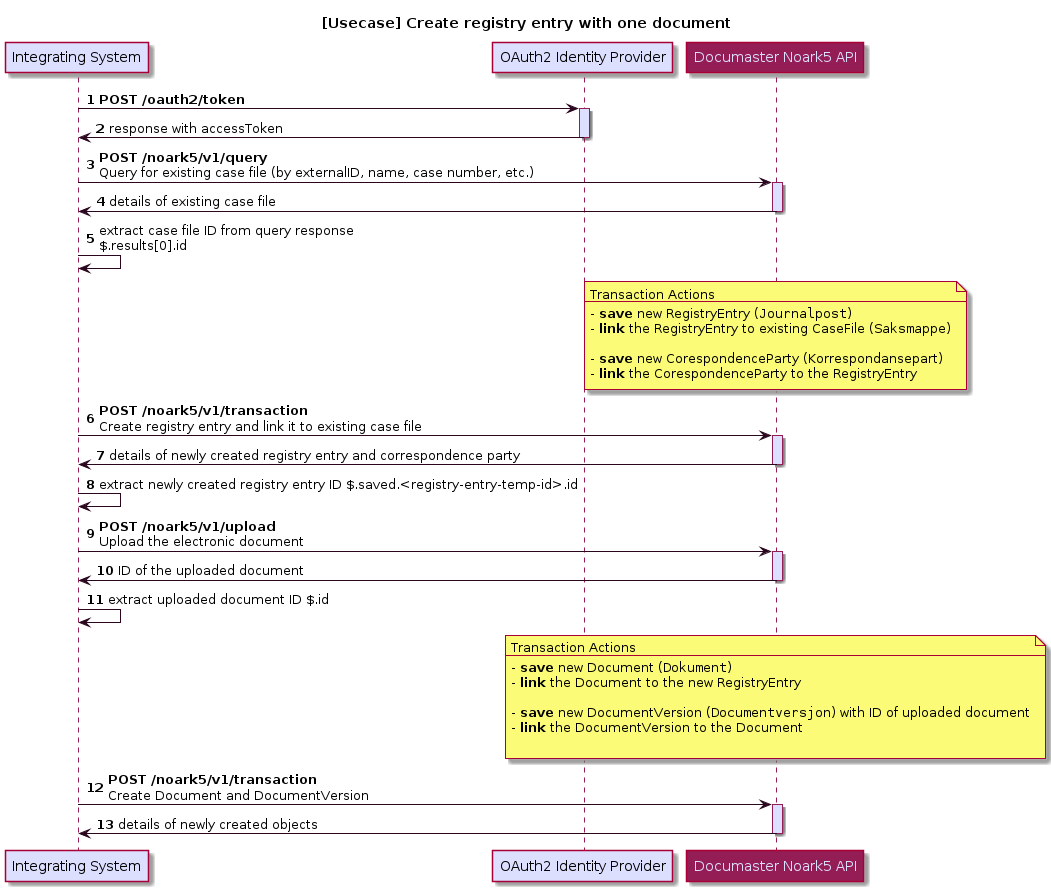 [Usecase] Create registry entry with one document
Integrating System
OAuth2 Identity Provider
Documaster Noark5 API
1 POST /oauth2/token
2 response with accessToken
3 POST /noark5/v1/query
Query for existing case file (by externalID, name, case number, etc.)
4 details of existing case file
5 extract case file ID from query response
$.results[0].id
Transaction Actions
- save new RegistryEntry (Journalpost)
- link the RegistryEntry to existing CaseFile (Saksmappe)
- save new CorespondenceParty (Korrespondansepart)
- link the CorespondenceParty to the RegistryEntry
6 POST /noark5/v1/transaction
Create registry entry and link it to existing case file
7 details of newly created registry entry and correspondence party
8 extract newly created registry entry ID $.saved.<registry-entry-temp-id>.id
9 POST /noark5/v1/upload
Upload the electronic document
10 ID of the uploaded document
11 extract uploaded document ID $.id
Transaction Actions
- save new Document (Dokument)
- link the Document to the new RegistryEntry
- save new DocumentVersion (Documentversjon) with ID of uploaded document
- link the DocumentVersion to the Document
12 POST /noark5/v1/transaction
Create Document and DocumentVersion
13 details of newly created objects
Integrating System
OAuth2 Identity Provider
Documaster Noark5 API